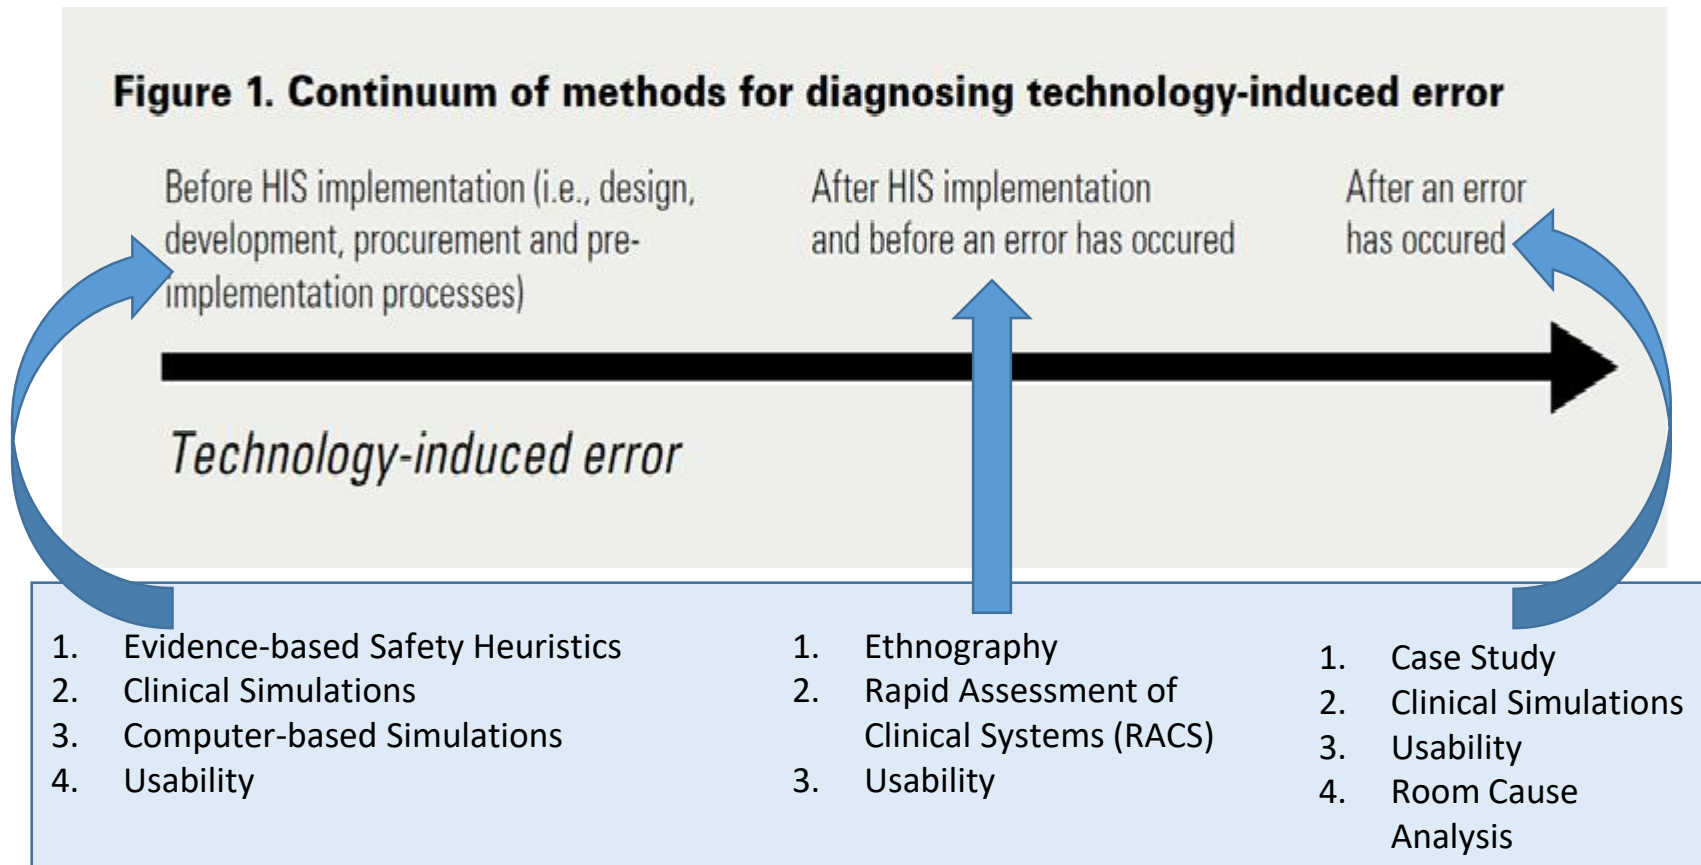 Figure 1. Continuum of methods for diagnosing technology-induced error
Before HIS implementation (i.e., design,
development, procurement and pre-
implementation processes)
After HIS implementation
and before an error has occured
After an error
has occured
Technology-induced error
1. Evidence-based Safety Heuristics
2. Clinical Simulations
3. Computer-based Simulations
4. Usability
1. Ethnography
2. Rapid Assessment of
Clinical Systems (RACS)
3. Usability
1. Case Study
2. Clinical Simulations
3. Usability
4. Room Cause
Analysis